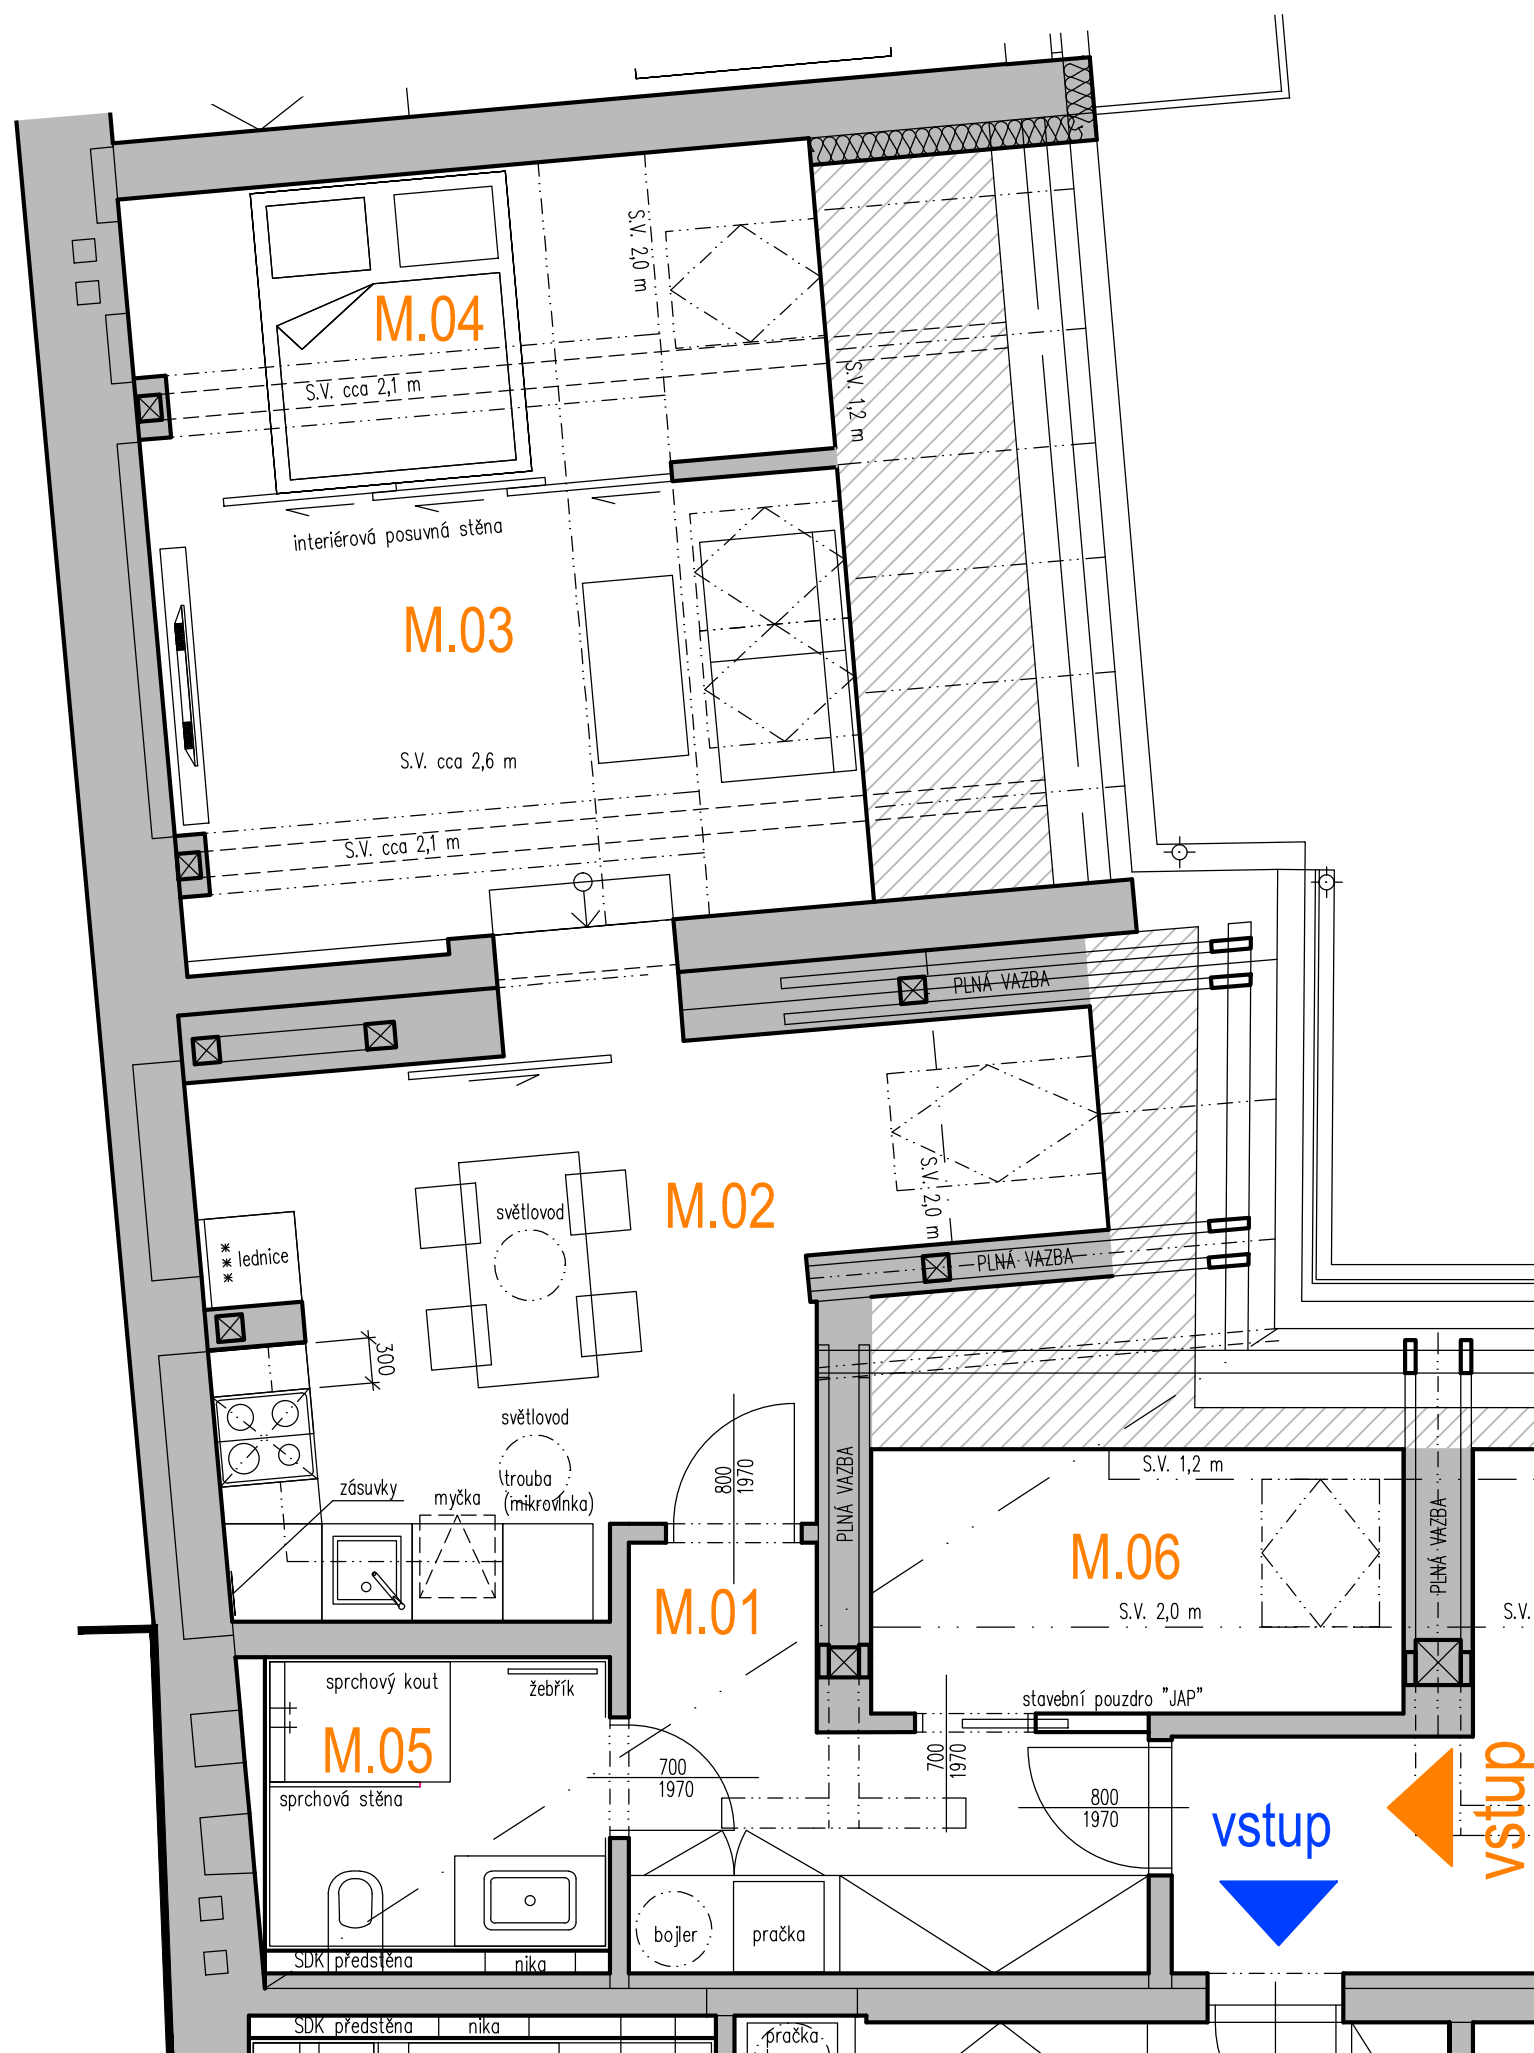 S.V. 2,0 m
M.04
S.V. cca 2,1 m
S.V. 1,2 m
interiérová posuvná stěna
M.03
S.V. cca 2,6 m
S.V. cca 2,1 m
PLNÁ VAZBA
S.V. 2,0 m
M.02
světlovod
lednice
PLNÁ VAZBA
300
světlovod
trouba
(mikrovlnka)
zásuvky
myčka
800
1970
PLNÁ VAZBA
S.V. 1,2 m
M.06
PLNÁ VAZBA
S.V. 2,0 m
S.V.
M.01
sprchový kout
žebřík
stavební pouzdro "JAP"
M.05
700
1970
700
1970
sprchová stěna
800
1970
vstup
vstup
bojler
pračka
SDK předstěna
nika
SDK předstěna
nika
pračka